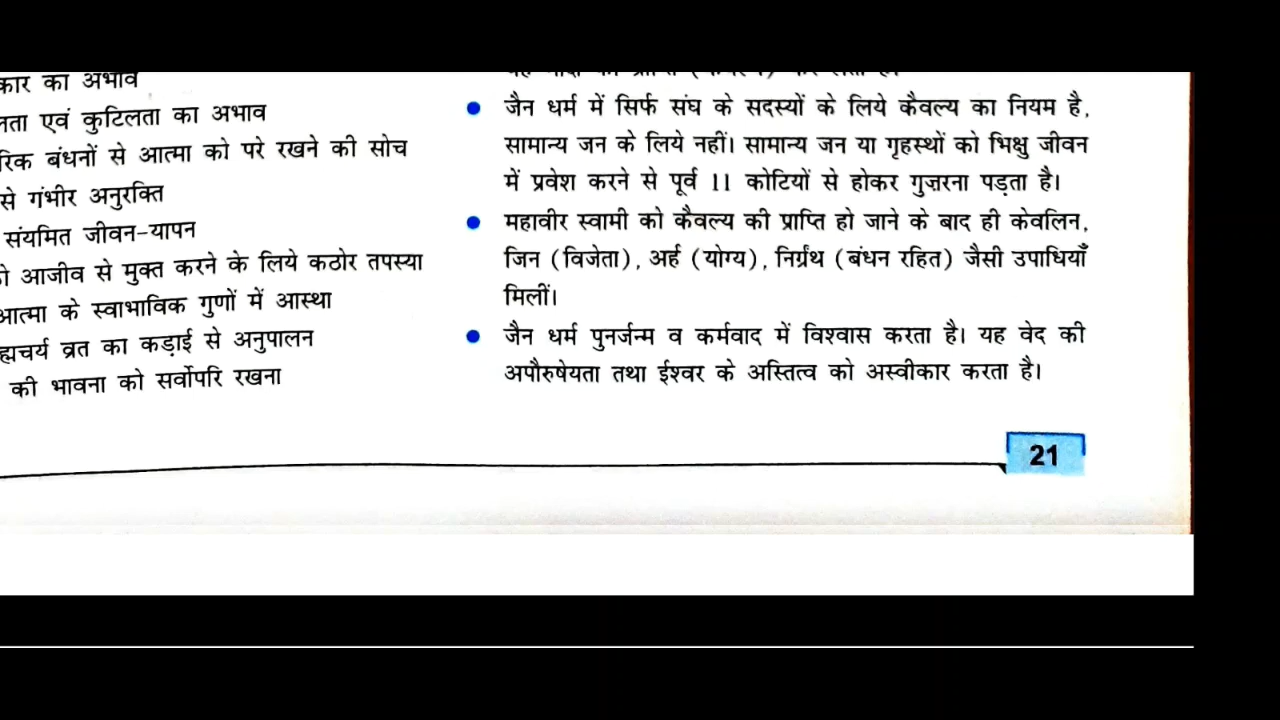 का अभाव
एवं कुटिलता का अभाव
बंधनों से आत्मा को परे रखने की सोच
से गंभीर अनुरक्ति
संयमित जीवन-यापन
आजीव से मुक्त करने के लिये कठोर तपस्या
आत्मा के स्वाभाविक गुणों में आस्था
व्रत का कड़ाई से अनुपालन
की भावना को सर्वोपरि रखना
जैन धर्म में सिर्फ संघ के सदस्यों के लिये कैवल्य का नियम है,
सामान्य जन के लिये नहीं। सामान्य जन या गृहस्थों को भिक्षु जीवन
में प्रवेश करने से पूर्व 11 कोटियों से होकर गुज़रना पड़ता है।
महावीर स्वामी को कैवल्य की प्राप्ति हो जाने के बाद ही केवलिन,
जिन (विजेता), अर्ह (योग्य), निर्ग्रंथ (बंधन रहित) जैसी उपाधियाँ
मिलीं।
जैन धर्म पुनर्जन्म व कर्मवाद में विश्वास करता है। यह वेद की
अपौरुषेयता तथा ईश्वर के अस्तित्व को अस्वीकार करता है।
21